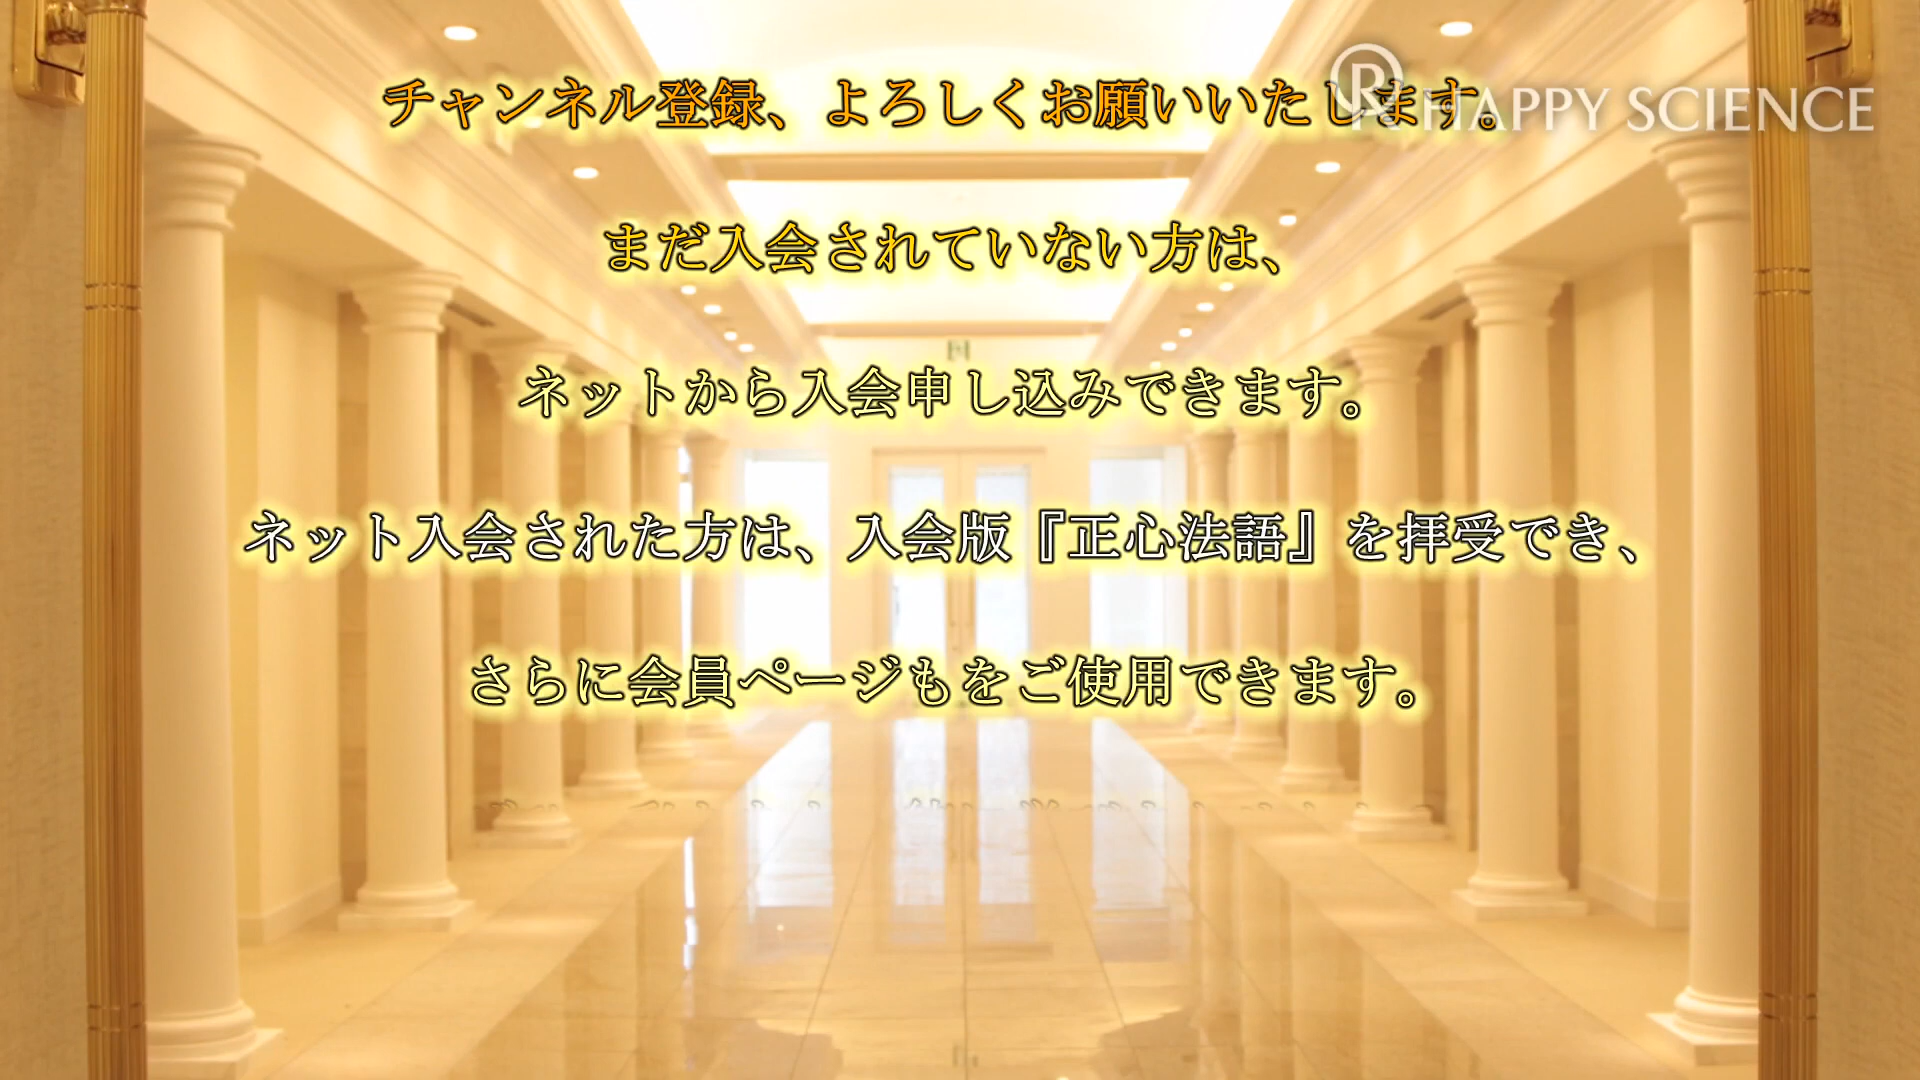 チャンネル登録、よろしくお願いいたします。
HAPPY SCIENCE
まだ入会されていない方は、
ネットから入会申し込みできます。
ネット入会された方は、入会版『正心法語』を拝受でき、
さらに会員ページもをご使用できます。